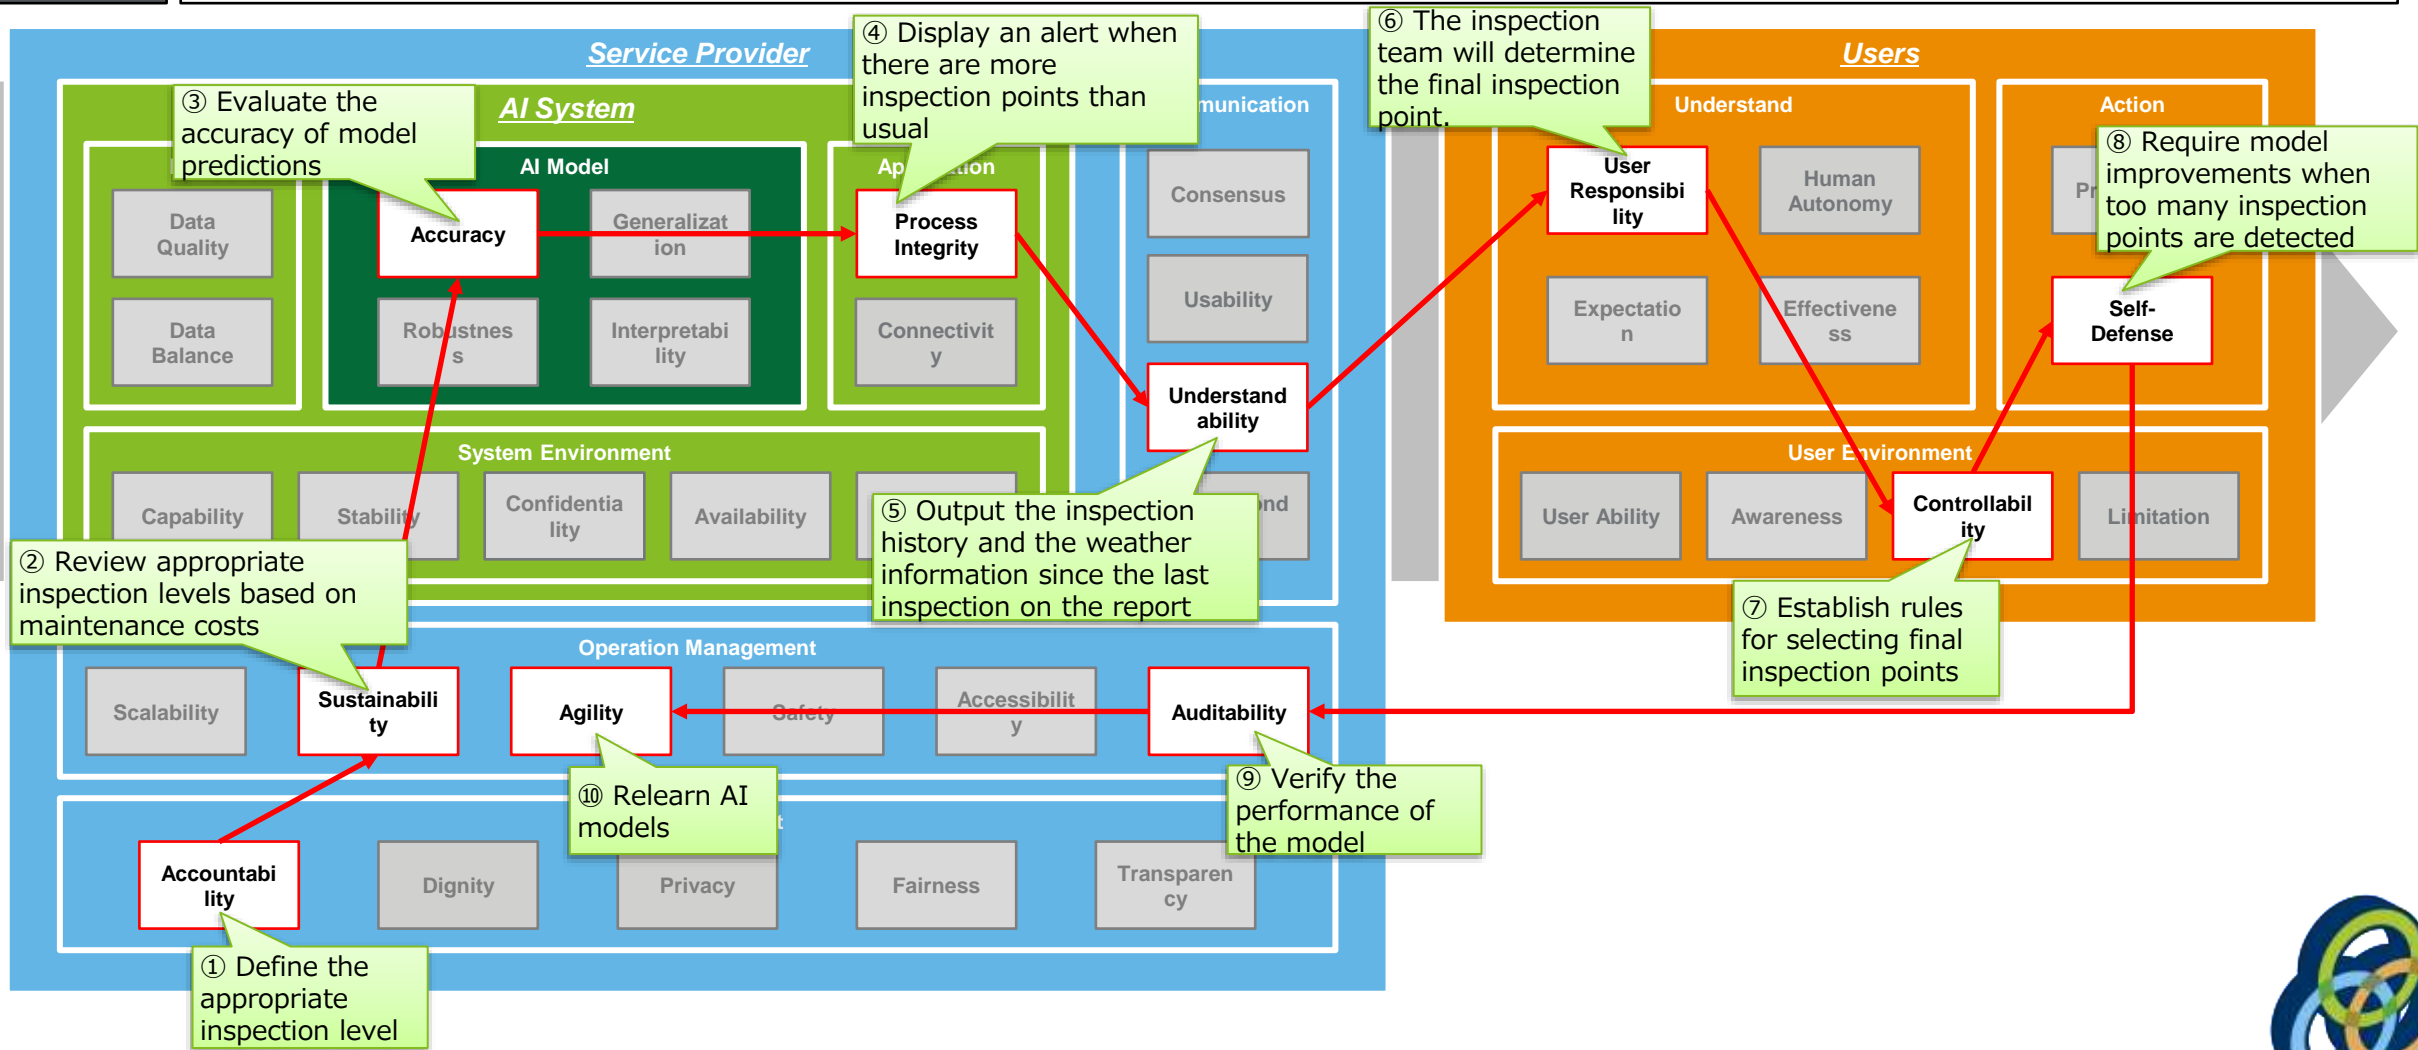 Service Provider
Users
④ Display an alert when
there are more
inspection points than
usual
⑥ The inspection
team will determine
the final inspection
point.
③ Evaluate the
accuracy of model
predictions
AI System
munication
Understand
Action
⑧ Require model
improvements when
too many inspection
points are detected
AI Model
Data
Quality
Data
Balance
Accuracy
Generalizat
ion
Robustnes
s
Interpretabi
lity
Process
Integrity
Connectivit
y
Consensus
Usability
Understand
ability
User
Responsibi
lity
Human
Autonomy
Expectatio
n
Effectivene
ss
Self-
Defense
System Environment
Capability
Stability
Confidentia
lity
Availability
⑤ Output the inspection
history and the weather
information since the last
inspection on the report
User Environment
User Ability
Awareness
Controllabil
ity
Limitation
② Review appropriate
inspection levels based on
maintenance costs
⑦ Establish rules
for selecting final
inspection points
Operation Management
Scalability
Sustainabili
ty
Agility
Safety
Accessibilit
y
Auditability
⑩ Relearn AI
models
⑨ Verify the
performance of
the model
Accountabi
lity
Dignity
Privacy
Fairness
Transparen
cy
① Define the
appropriate
inspection level